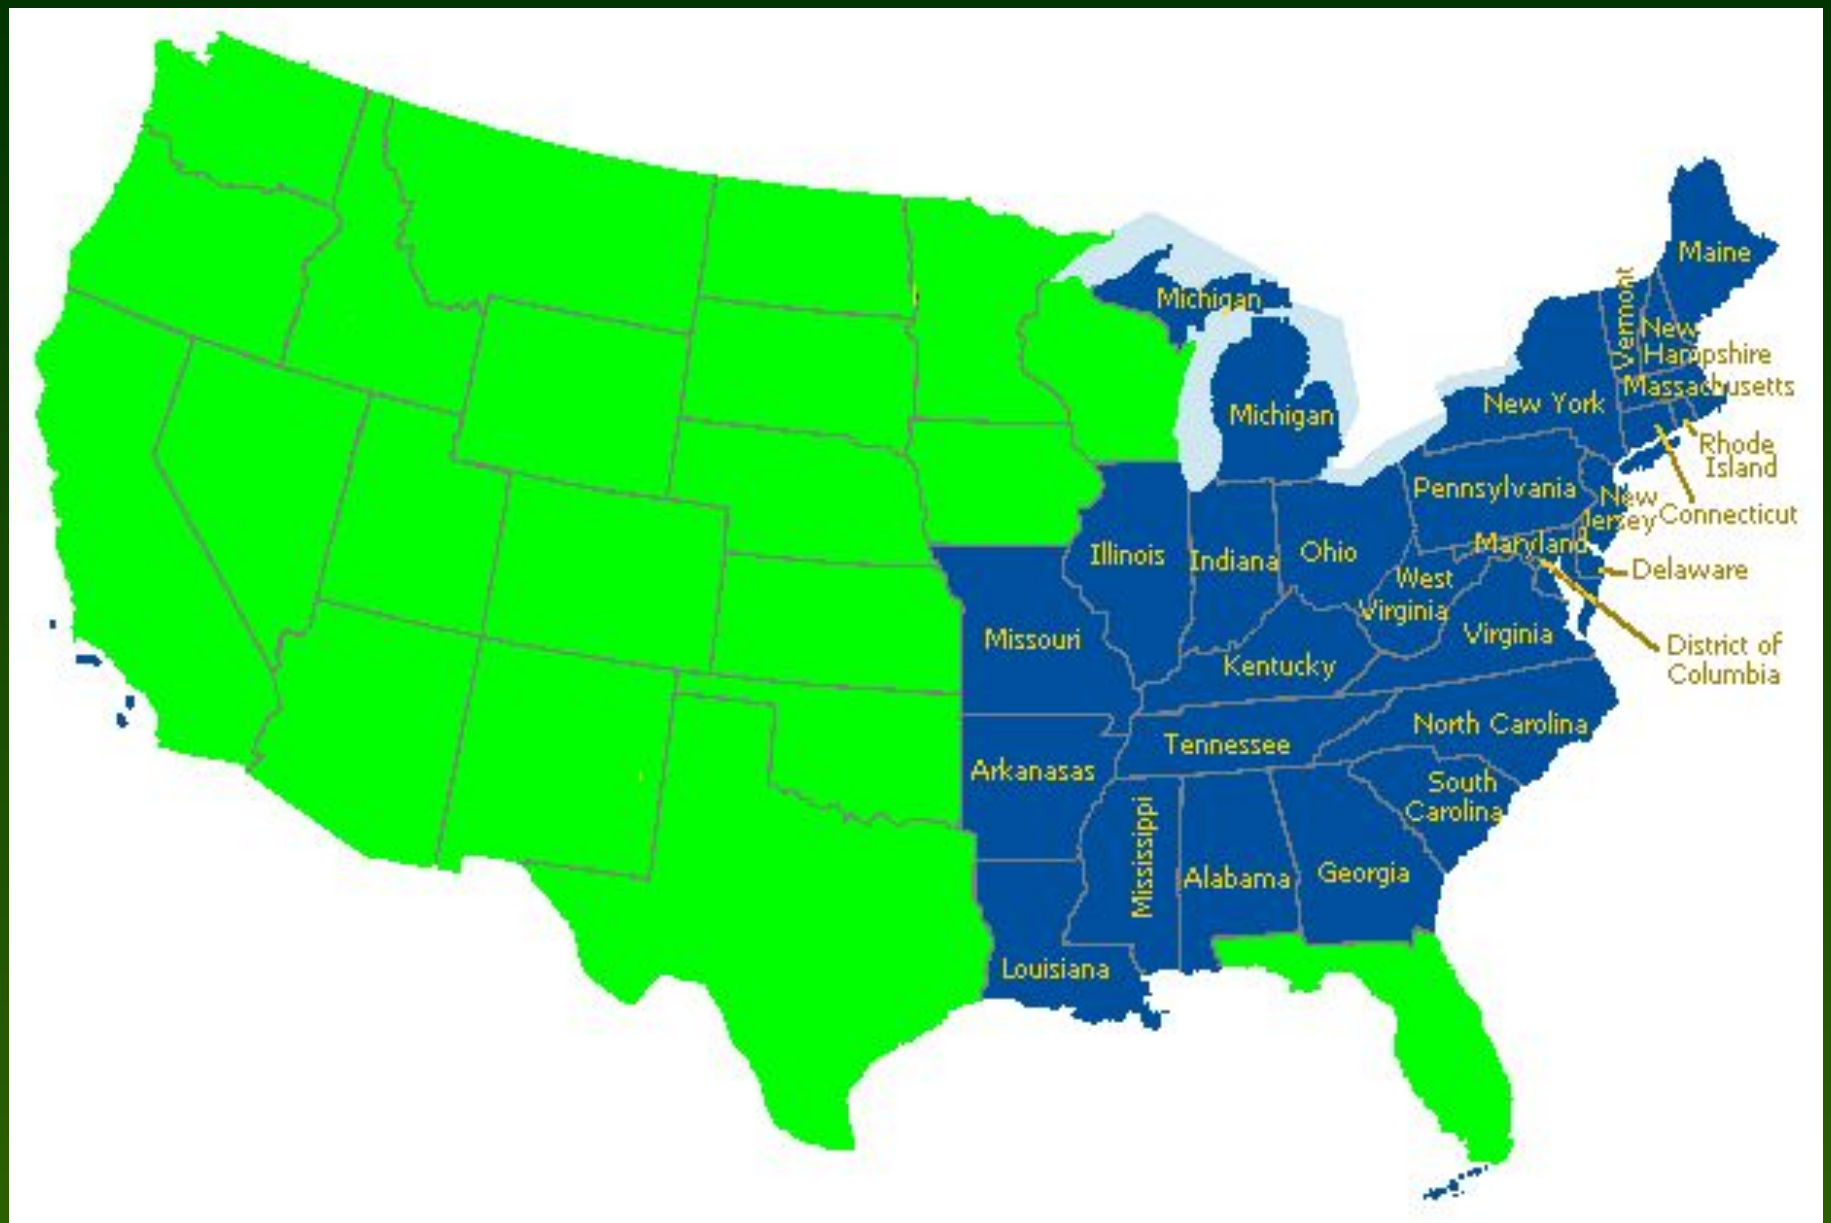 Maine
Michigan
Vermont
New
Hampshire
Massachusetts
New York
Michigan
Rhode
Island
Pennsylvania
New
Jersey
Connecticut
Maryland
Illinois
Indiana
Ohio
Delaware
West
Virginia
Virginia
Missouri
District of
Columbia
Kentucky
North Carolina
Tennessee
Arkanasas
South
Carolina
Mississippi
Alabama
Georgia
Louisiana